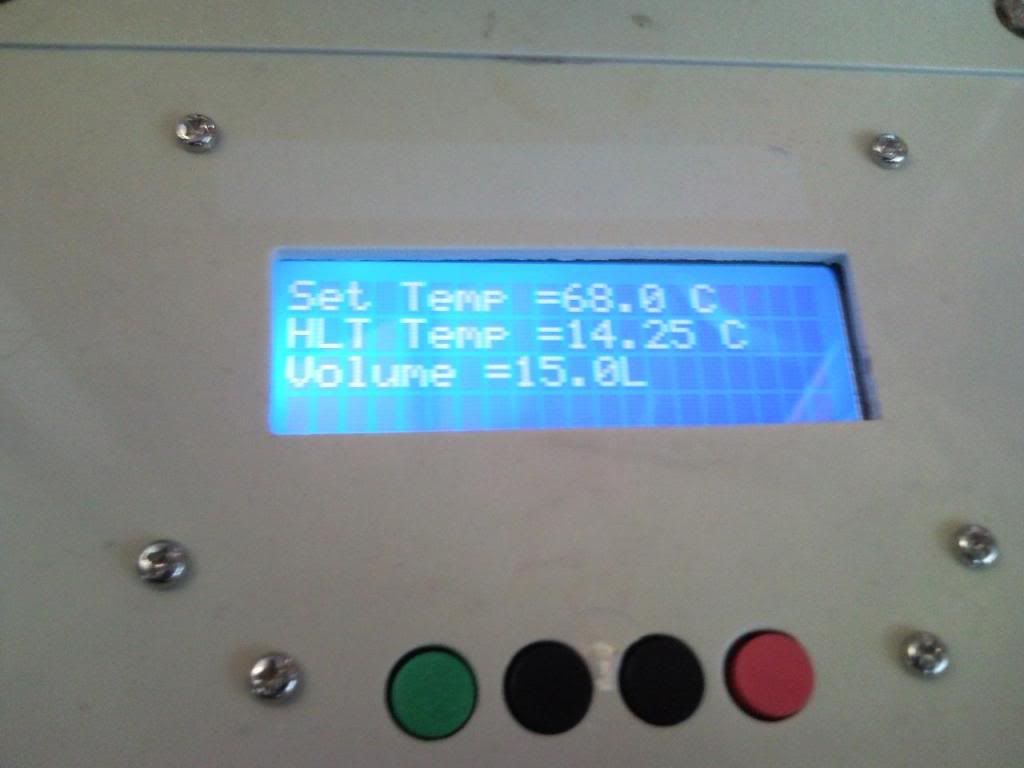 Set Temp =68.0 C
HLT Temp =14.25 C
Volume =15.0L